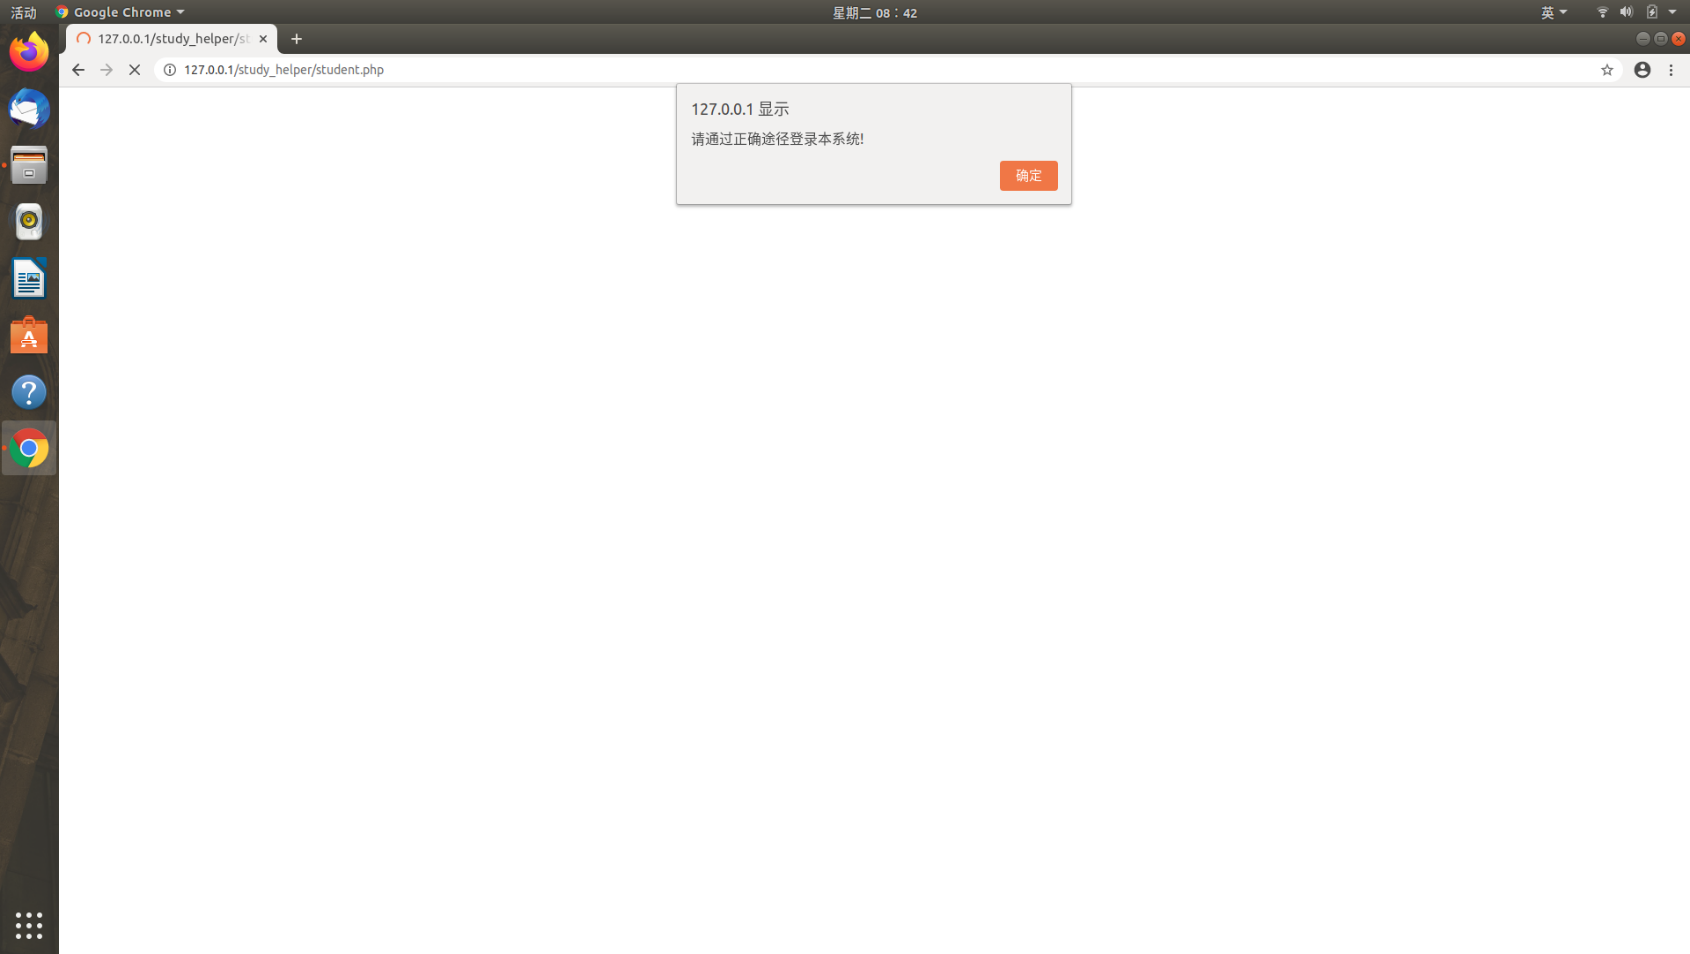 活动 Google Chrome 星期二 08：42 英
127.0.0.1/study_helper/st
127.0.0.1/study_helper/student.php
127.0.0.1 显示
请通过正确途径登录本系统!
确定